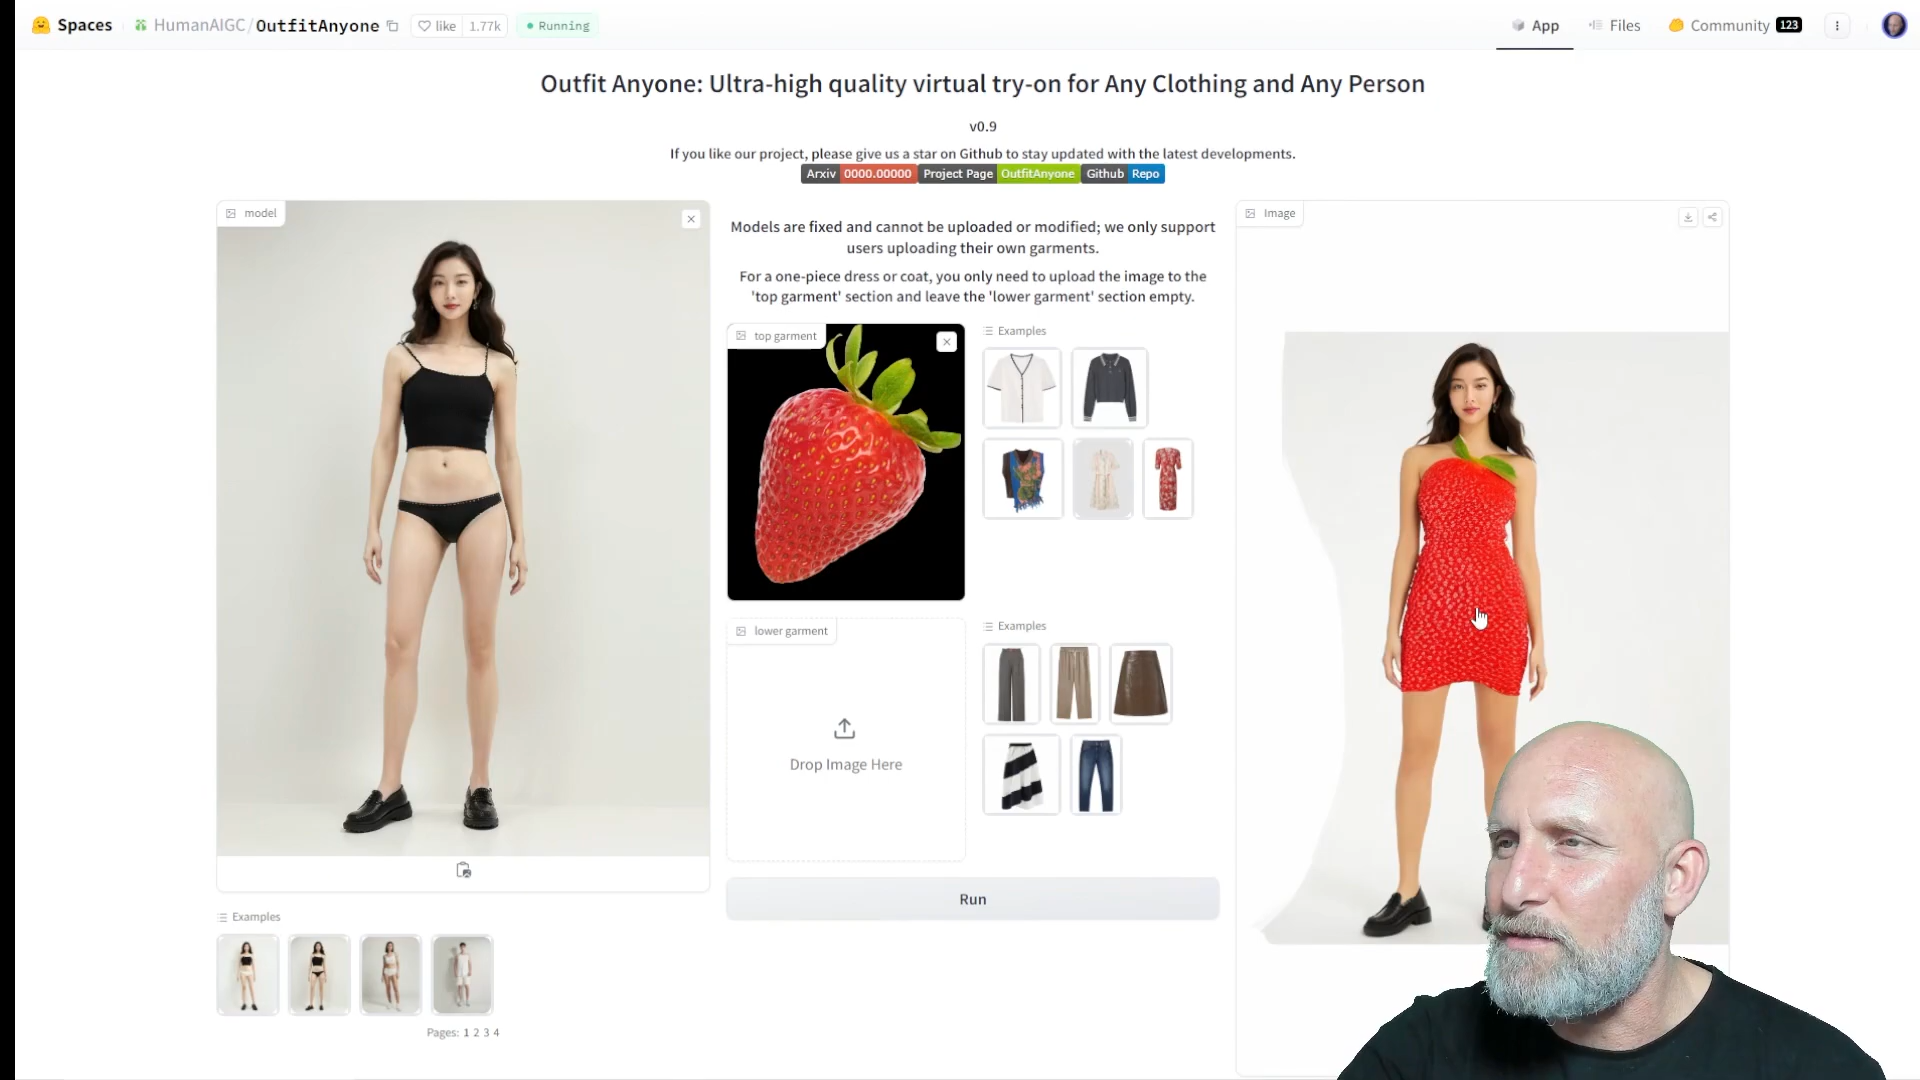 Spaces
HumanAIGC/OutfitAnyone
like 1.77k
Running
App
Files
Community 123
Outfit Anyone: Ultra-high quality virtual try-on for Any Clothing and Any Person
v0.9
If you like our project, please give us a star on Github to stay updated with the latest developments.
Arxiv 0000.00000 Project Page OutfitAnyone Github Repo
model
Models are fixed and cannot be uploaded or modified; we only support
users uploading their own garments.
For a one-piece dress or coat, you only need to upload the image to the
'top garment' section and leave the 'lower garment' section empty.
top garment
Examples
lower garment
Drop Image Here
Examples
Run
Image
Examples
Pages: 1 2 3 4